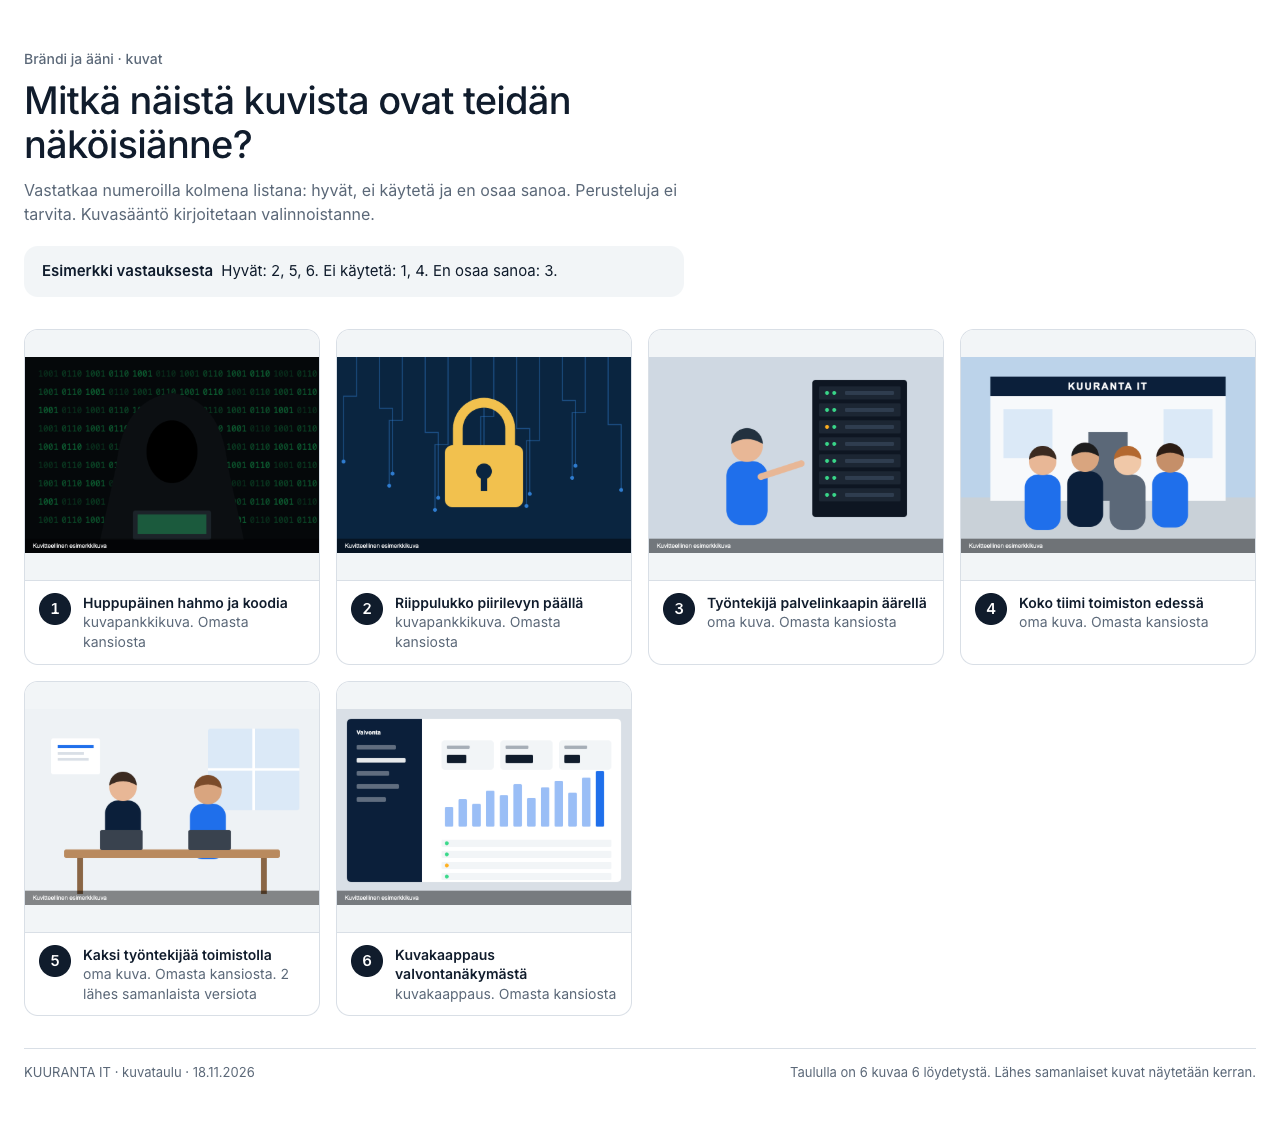 Brändi ja ääni · kuvat
Mitkä näistä kuvista ovat teidän
näköisiänne?
Vastatkaa numeroilla kolmena listana: hyvät, ei käytetä ja en osaa sanoa. Perusteluja ei
tarvita. Kuvasääntö kirjoitetaan valinnoistanne.
Esimerkki vastauksesta Hyvät: 2, 5, 6. Ei käytetä: 1, 4. En osaa sanoa: 3.
Kuvitteellinen esimerkkikuva
1
Huppupäinen hahmo ja koodia
kuvapankkikuva. Omasta
kansiosta
Kuvitteellinen esimerkkikuva
2
Riippulukko piirilevyn päällä
kuvapankkikuva. Omasta
kansiosta
Kuvitteellinen esimerkkikuva
3
Työntekijä palvelinkaapin äärellä
oma kuva. Omasta kansiosta
KUURANTA IT
Kuvitteellinen esimerkkikuva
4
Koko tiimi toimiston edessä
oma kuva. Omasta kansiosta
Kuvitteellinen esimerkkikuva
5
Kaksi työntekijää toimistolla
oma kuva. Omasta kansiosta. 2
lähes samanlaista versiota
Valvonta
Kuvitteellinen esimerkkikuva
6
Kuvakaappaus
valvontanäkymästä
kuvakaappaus. Omasta kansiosta
KUURANTA IT · kuvataulu · 18.11.2026
Taululla on 6 kuvaa 6 löydetystä. Lähes samanlaiset kuvat näytetään kerran.